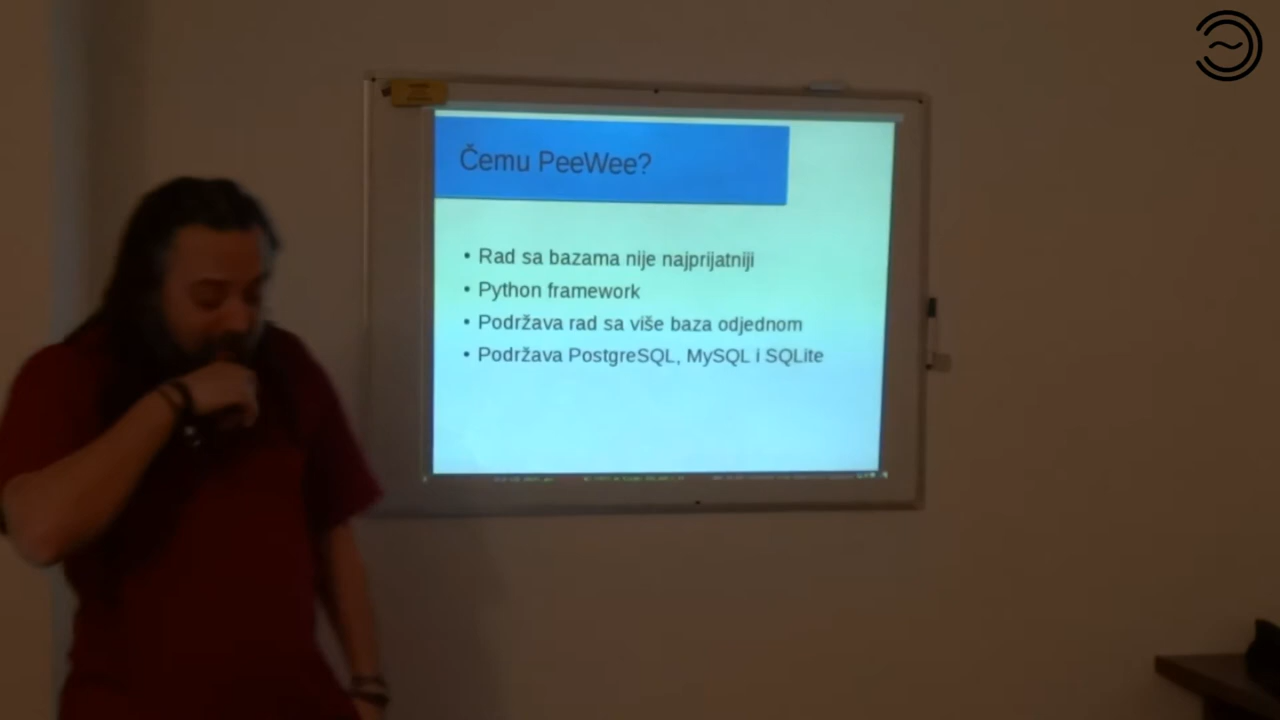 Čemu PeeWee?
• Rad sa bazama nije najprijatniji
• Python framework
• Podržava rad sa više baza odjednom
• Podržava PostgreSQL, MySQL i SQLite